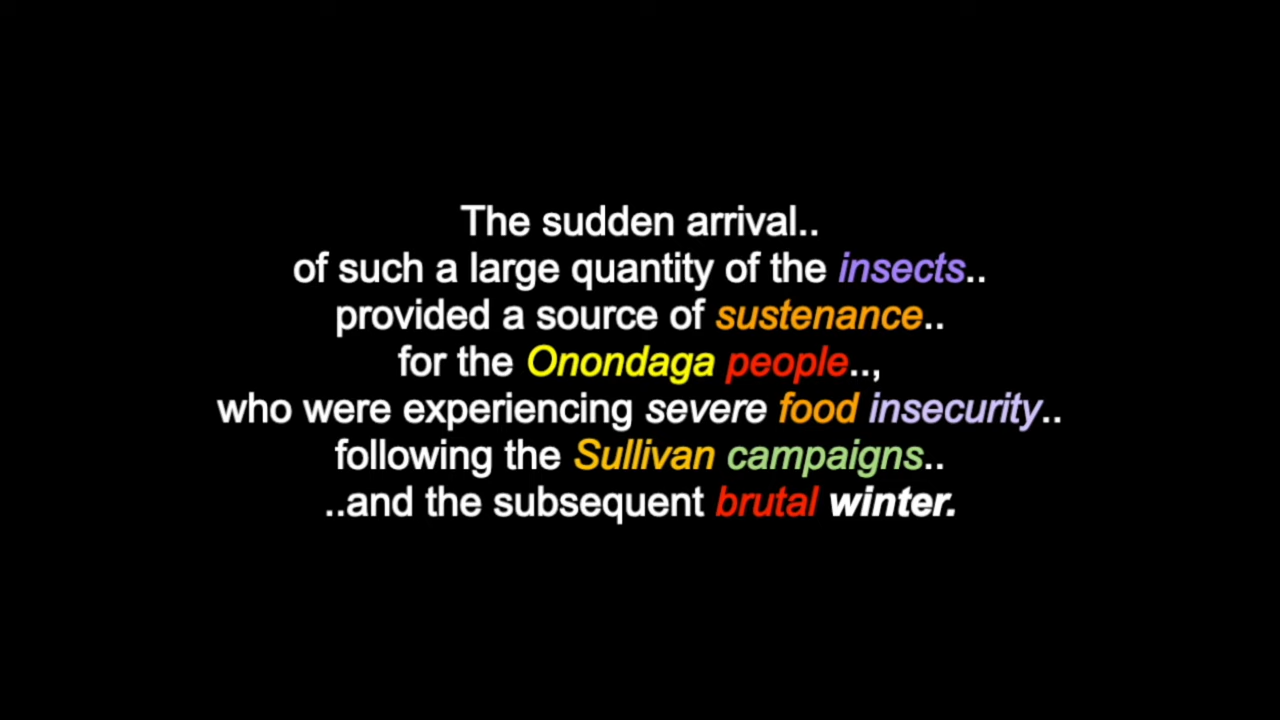 The sudden arrival..
of such a large quantity of the insects..
provided a source of sustenance..
for the Onondaga people..,
who were experiencing severe food insecurity..
following the Sullivan campaigns..
..and the subsequent brutal winter.